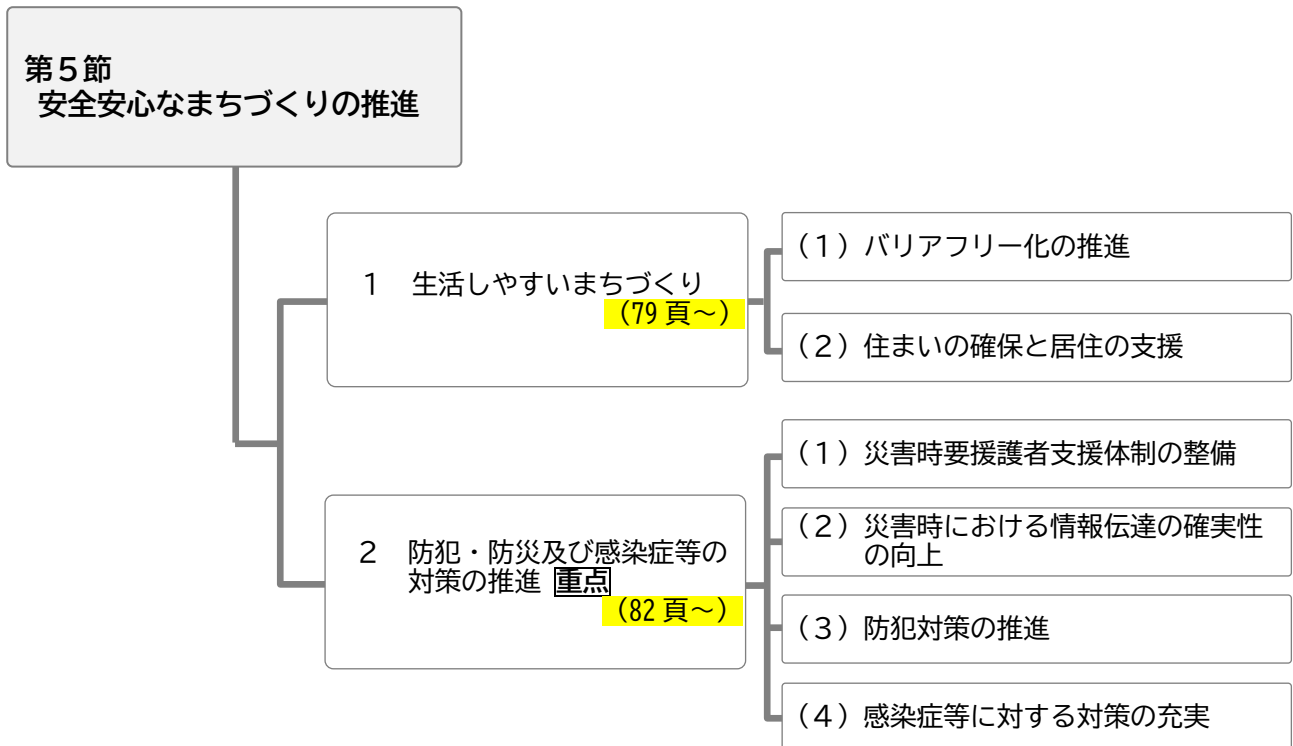 第5節
安全安心なまちづくりの推進
1 生活しやすいまちづくり
(79頁～)
(1)バリアフリー化の推進
(2)住まいの確保と居住の支援
2 防犯・防災及び感染症等の
対策の推進 重点
(82頁～)
(1)災害時要援護者支援体制の整備
(2)災害時における情報伝達の確実性
の向上
(3)防犯対策の推進
(4)感染症等に対する対策の充実